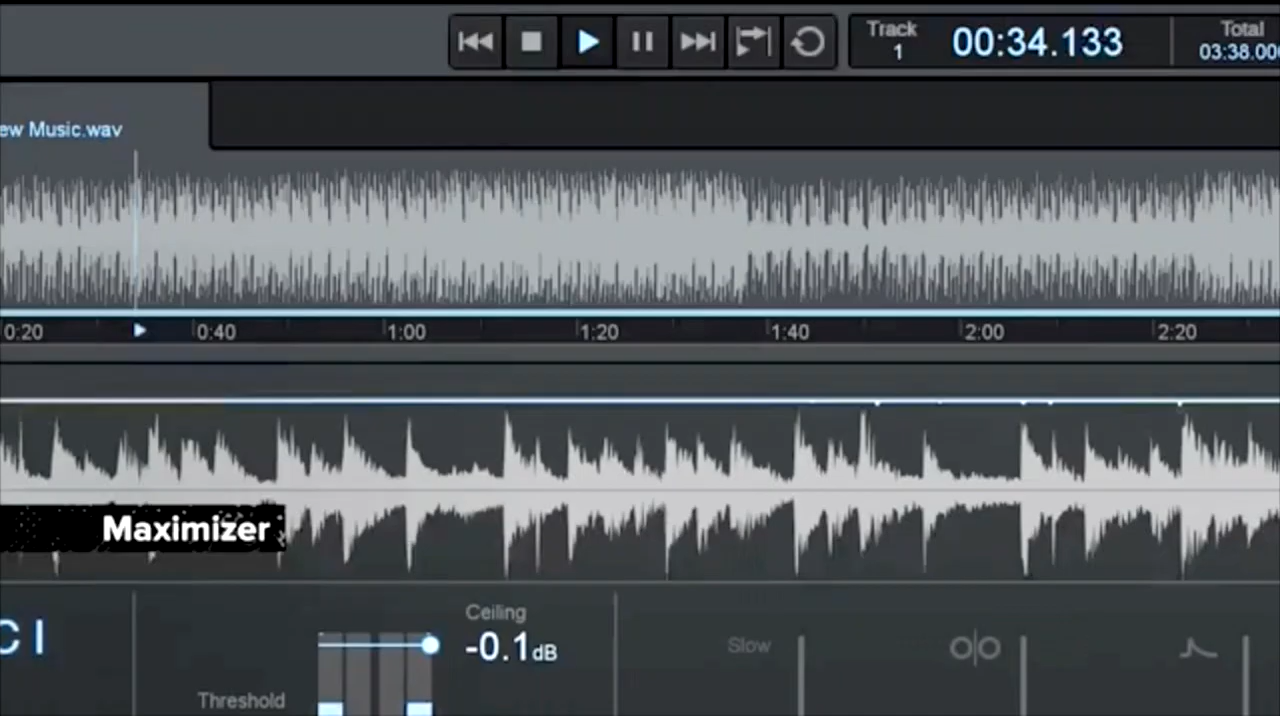 Track
1
00:34.133
Total
03:38.00
ew Music.wav
0:20
0:40
1:00
1:20
1:40
2:00
2:20
Maximizer
C I
Ceiling
-0.1dB
Slow
Threshold